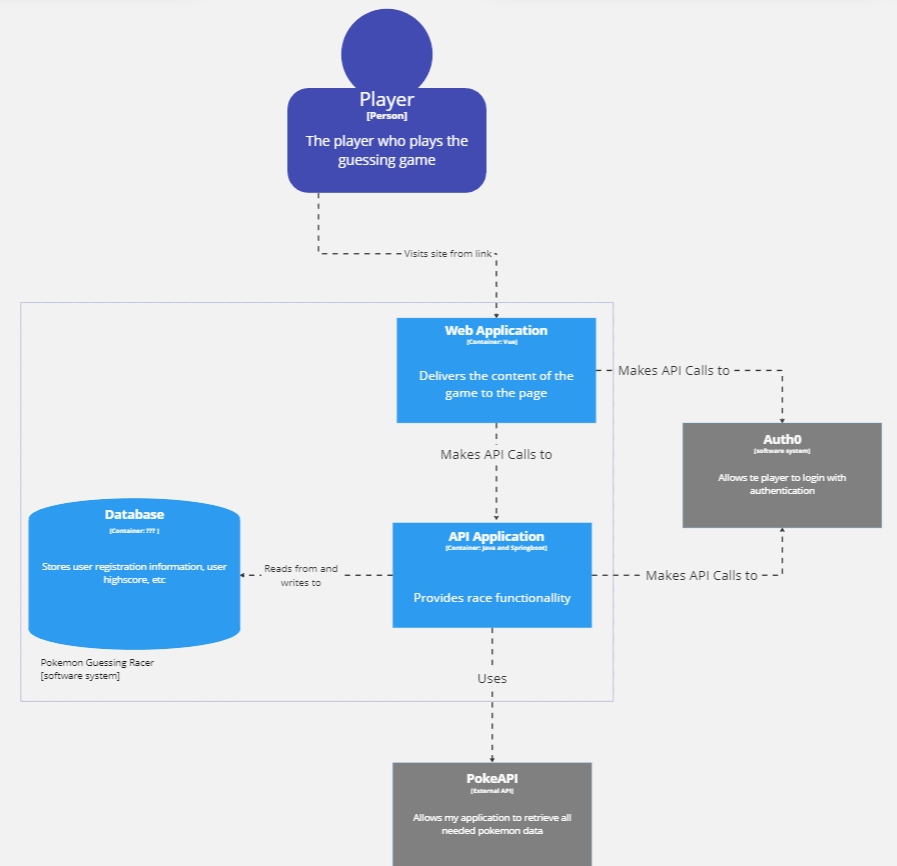 Player
[Person]
The player who plays the
guessing game
Visits site from link
Web Application
[Container: Vue]
Delivers the content of the
game to the page
Makes API Calls to
Makes API Calls to
Auth0
[software system]
Allows te player to login with
authentication
Database
[Container: ??? ]
Stores user registration information, user
highscore, etc
Reads from and
writes to
API Application
[Container: Java and Springboot]
Provides race functionallity
Makes API Calls to
Pokemon Guessing Racer
[software system]
Uses
PokeAPI
[External API]
Allows my application to retrieve all
needed pokemon data